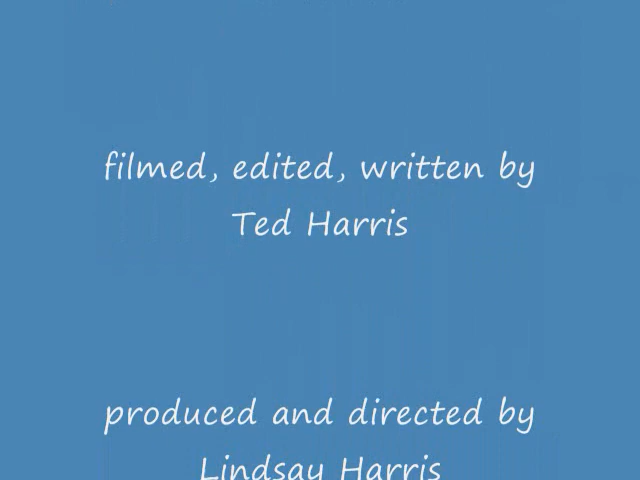 filmed, edited, written by
Ted Harris
produced and directed by
Lindsay Harris